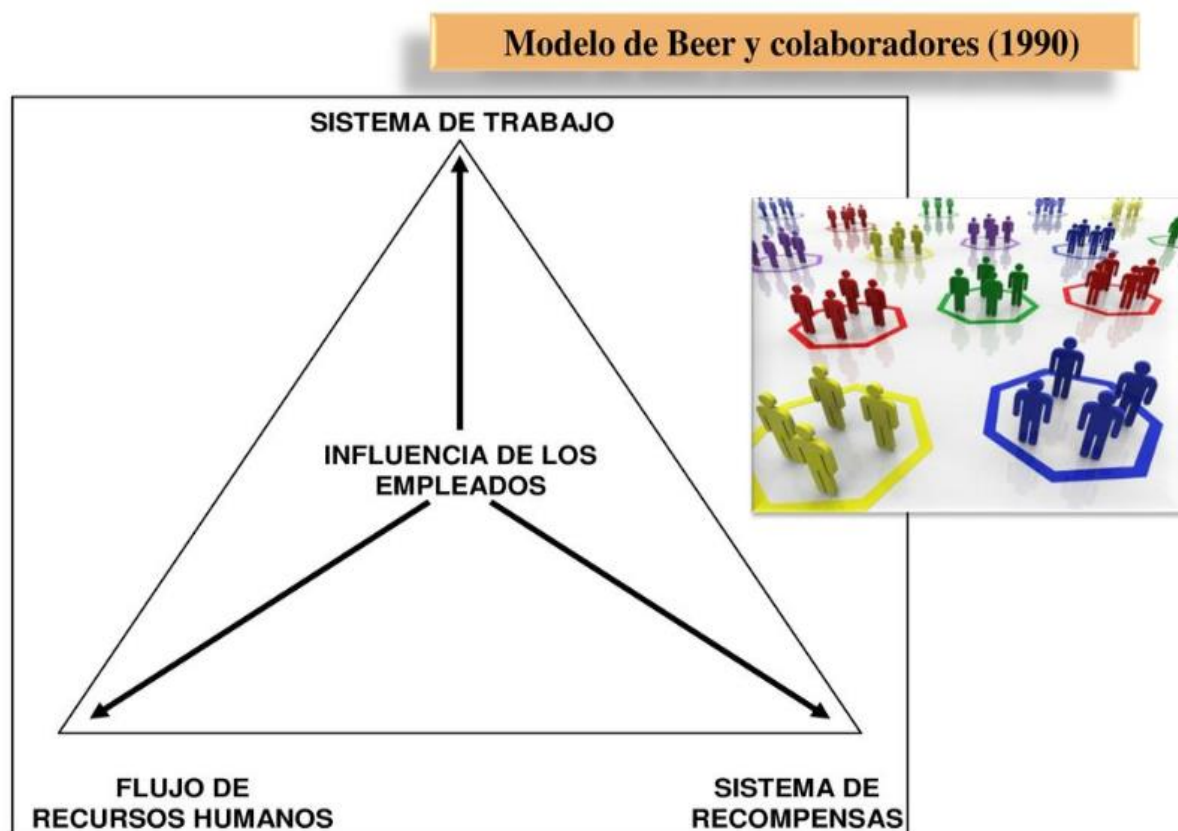 Modelo de Beer y colaboradores (1990)
SISTEMA DE TRABAJO
INFLUENCIA DE LOS
EMPLEADOS
FLUJO DE
RECURSOS HUMANOS
SISTEMA DE
RECOMPENSAS